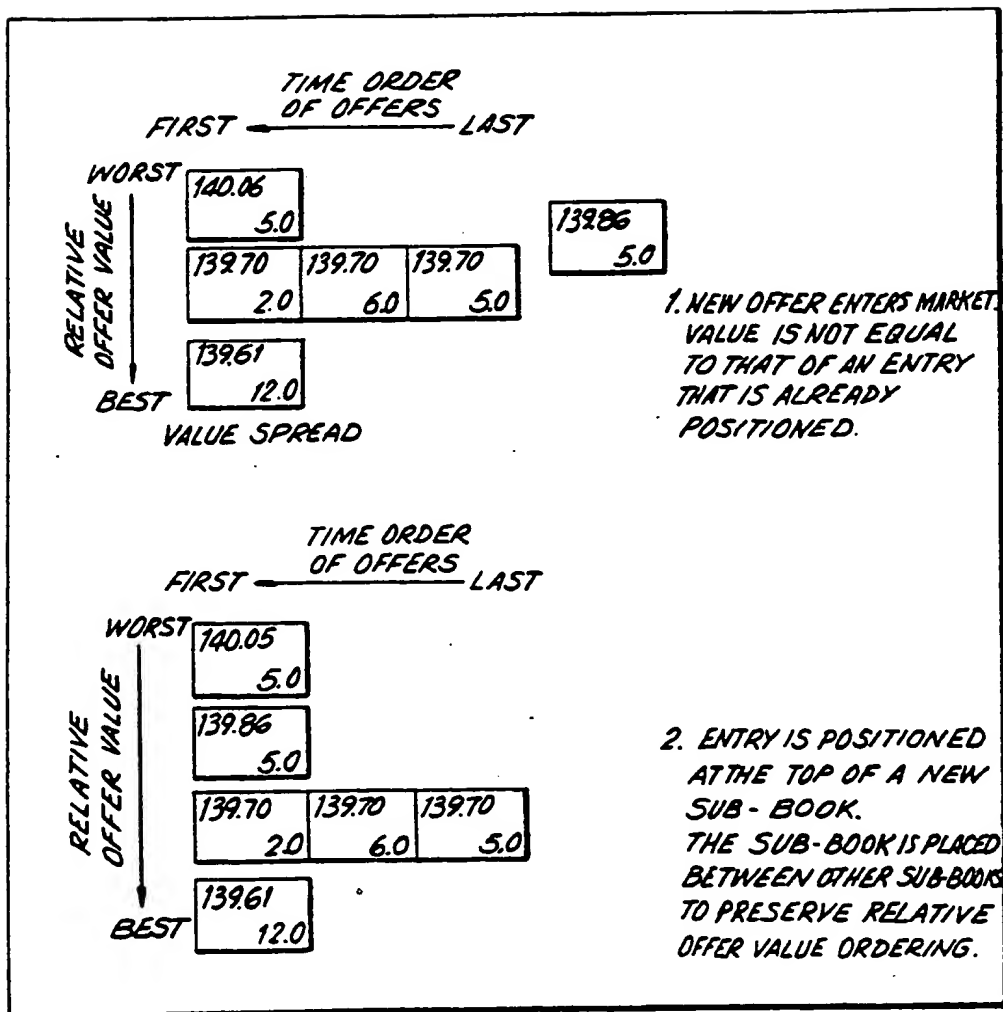 TIME ORDER
OF OFFERS
FIRST LAST
WORST
RELATIVE
OFFER VALUE
BEST
140.06
5.0
139.70 139.70 139.70
2.0 6.0 5.0
139.61
12.0
VALUE SPREAD
13986
5.0
1. NEW OFFER ENTERS MARKET.
VALUE IS NOT EQUAL
TO THAT OF AN ENTRY
THAT IS ALREADY
POSITIONED.
TIME ORDER
OF OFFERS
FIRST LAST
WORST
RELATIVE
OFFER VALUE
BEST
140.05
5.0
139.86
5.0
139.70 139.70 139.70
2.0 6.0 5.0
139.61
12.0
2. ENTRY IS POSITIONED
AT THE TOP OF A NEW
SUB-BOOK.
THE SUB-BOOK IS PLACED
BETWEEN OTHER SUB-BOOKS
TO PRESERVE RELATIVE
OFFER VALUE ORDERING.